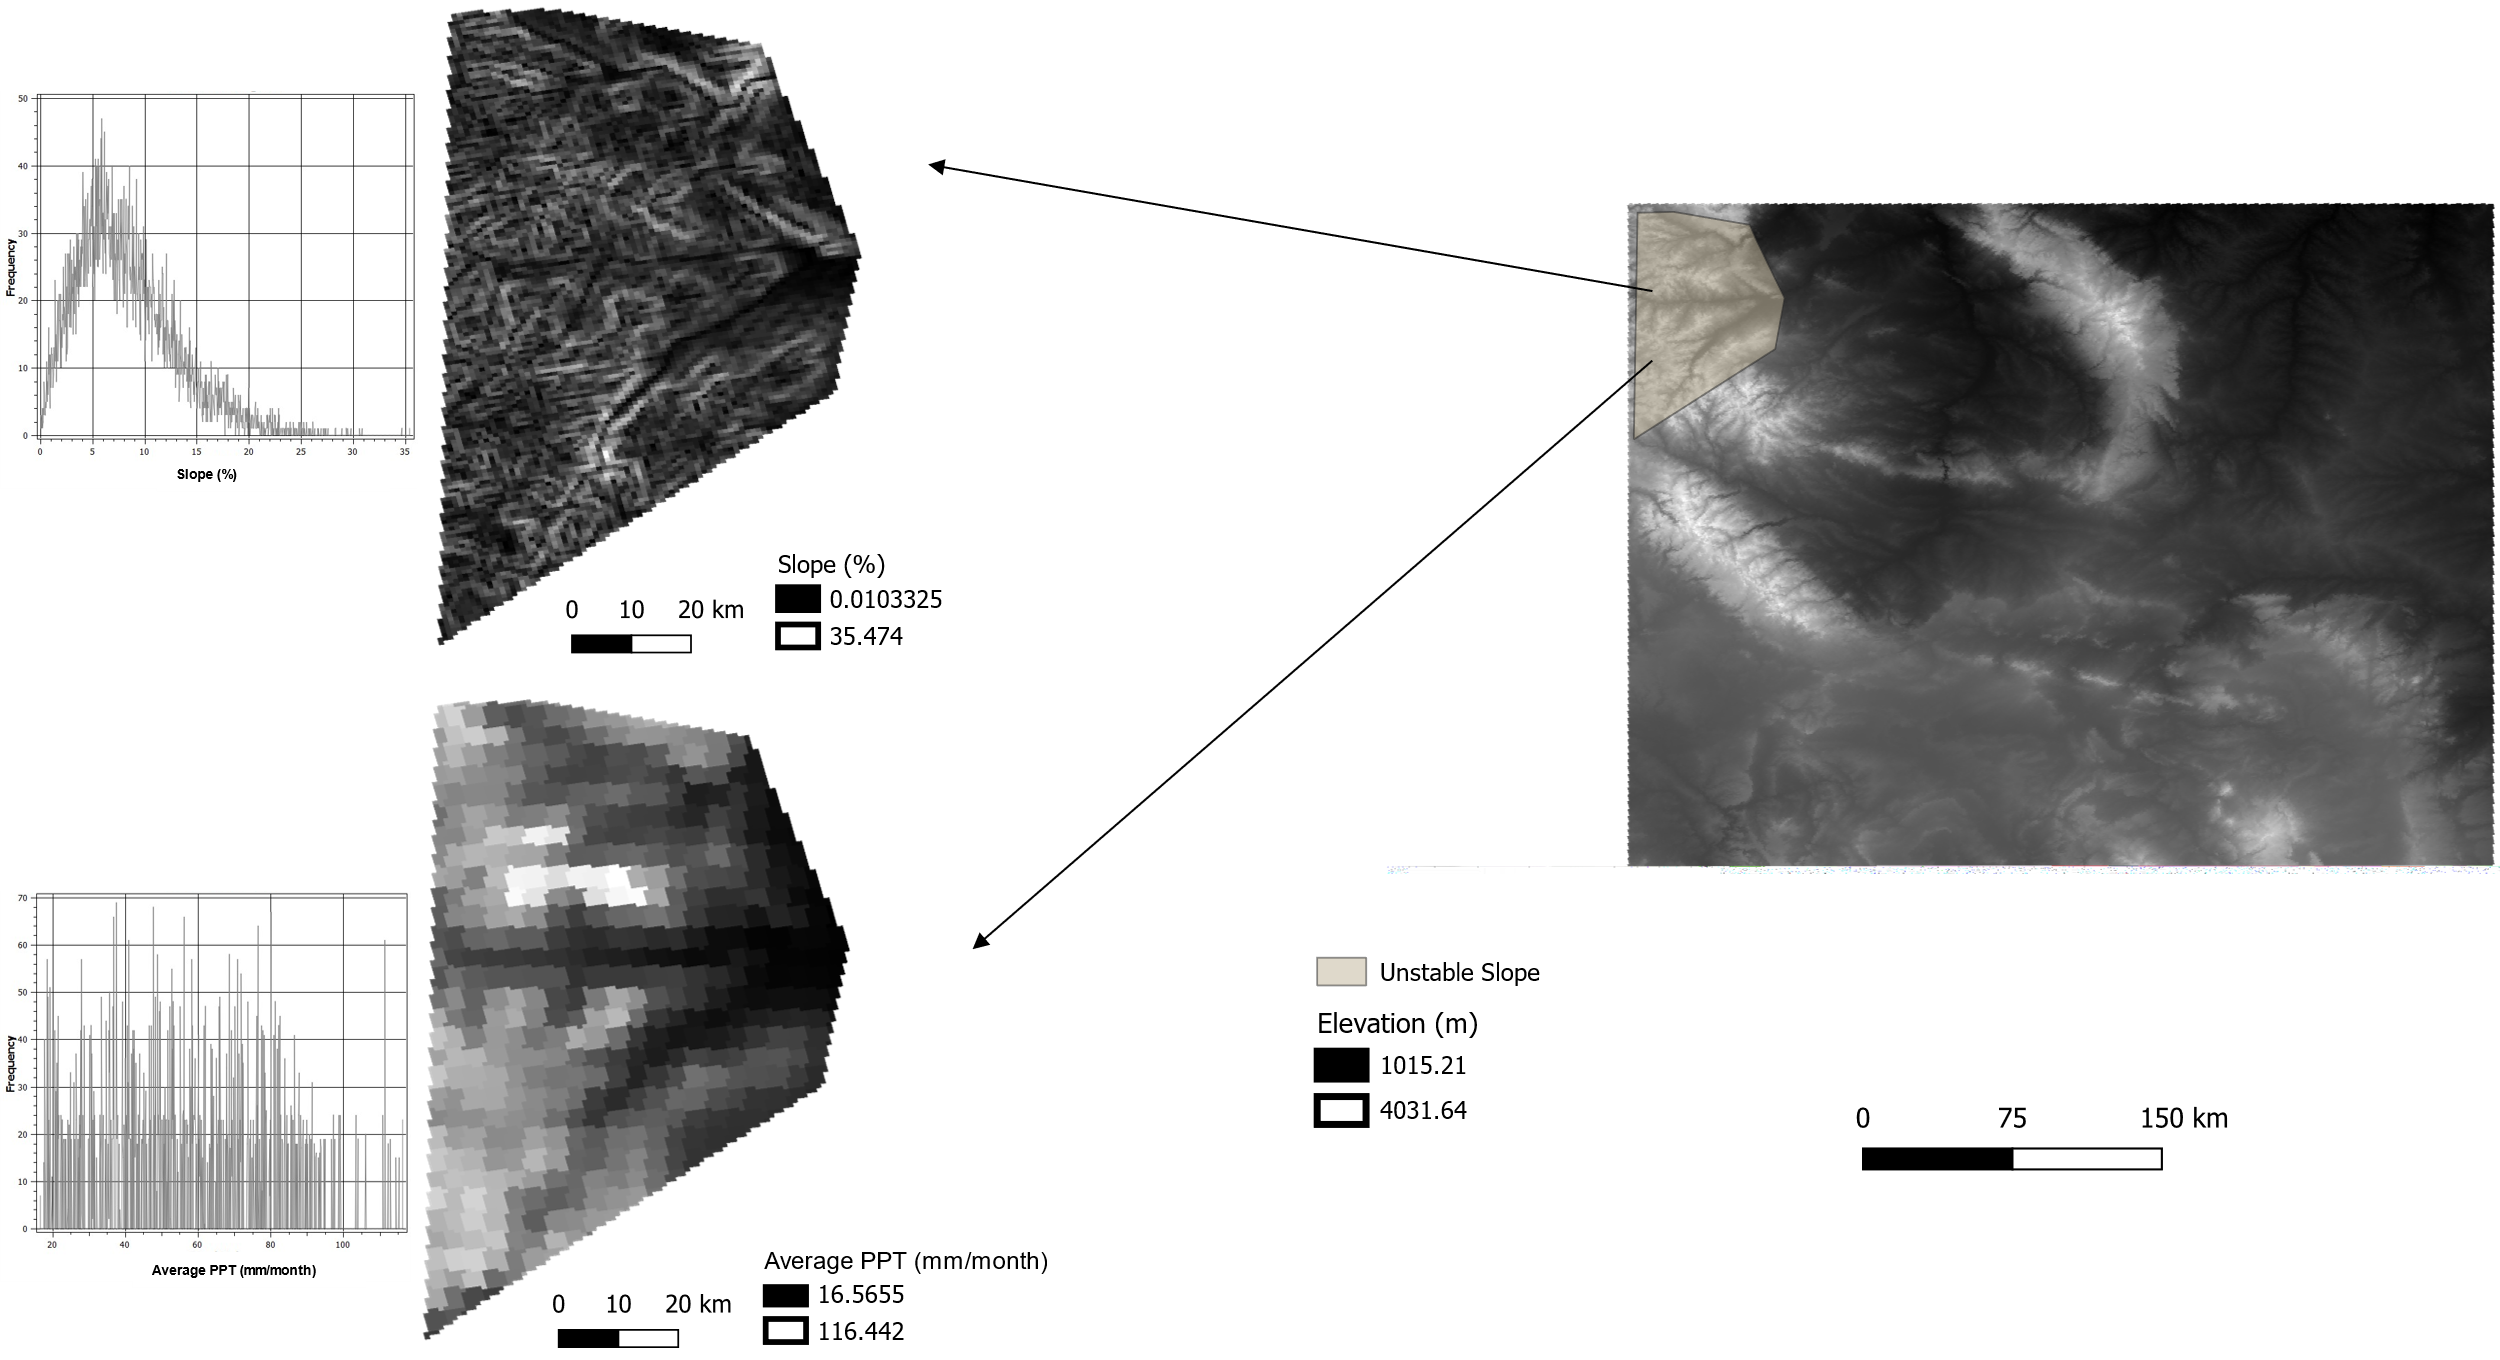 50
40
30
20
10
0
Frequency
0 5 10 15 20 25 30 35
Slope (%)
Slope (%)
0.0103325
35.474
0 10 20 km
70
60
50
40
30
20
10
0
Frequency
20 40 60 80 100
Average PPT (mm/month)
Average PPT (mm/month)
16.5655
116.442
0 10 20 km
Unstable Slope
Elevation (m)
1015.21
4031.64
0 75 150 km